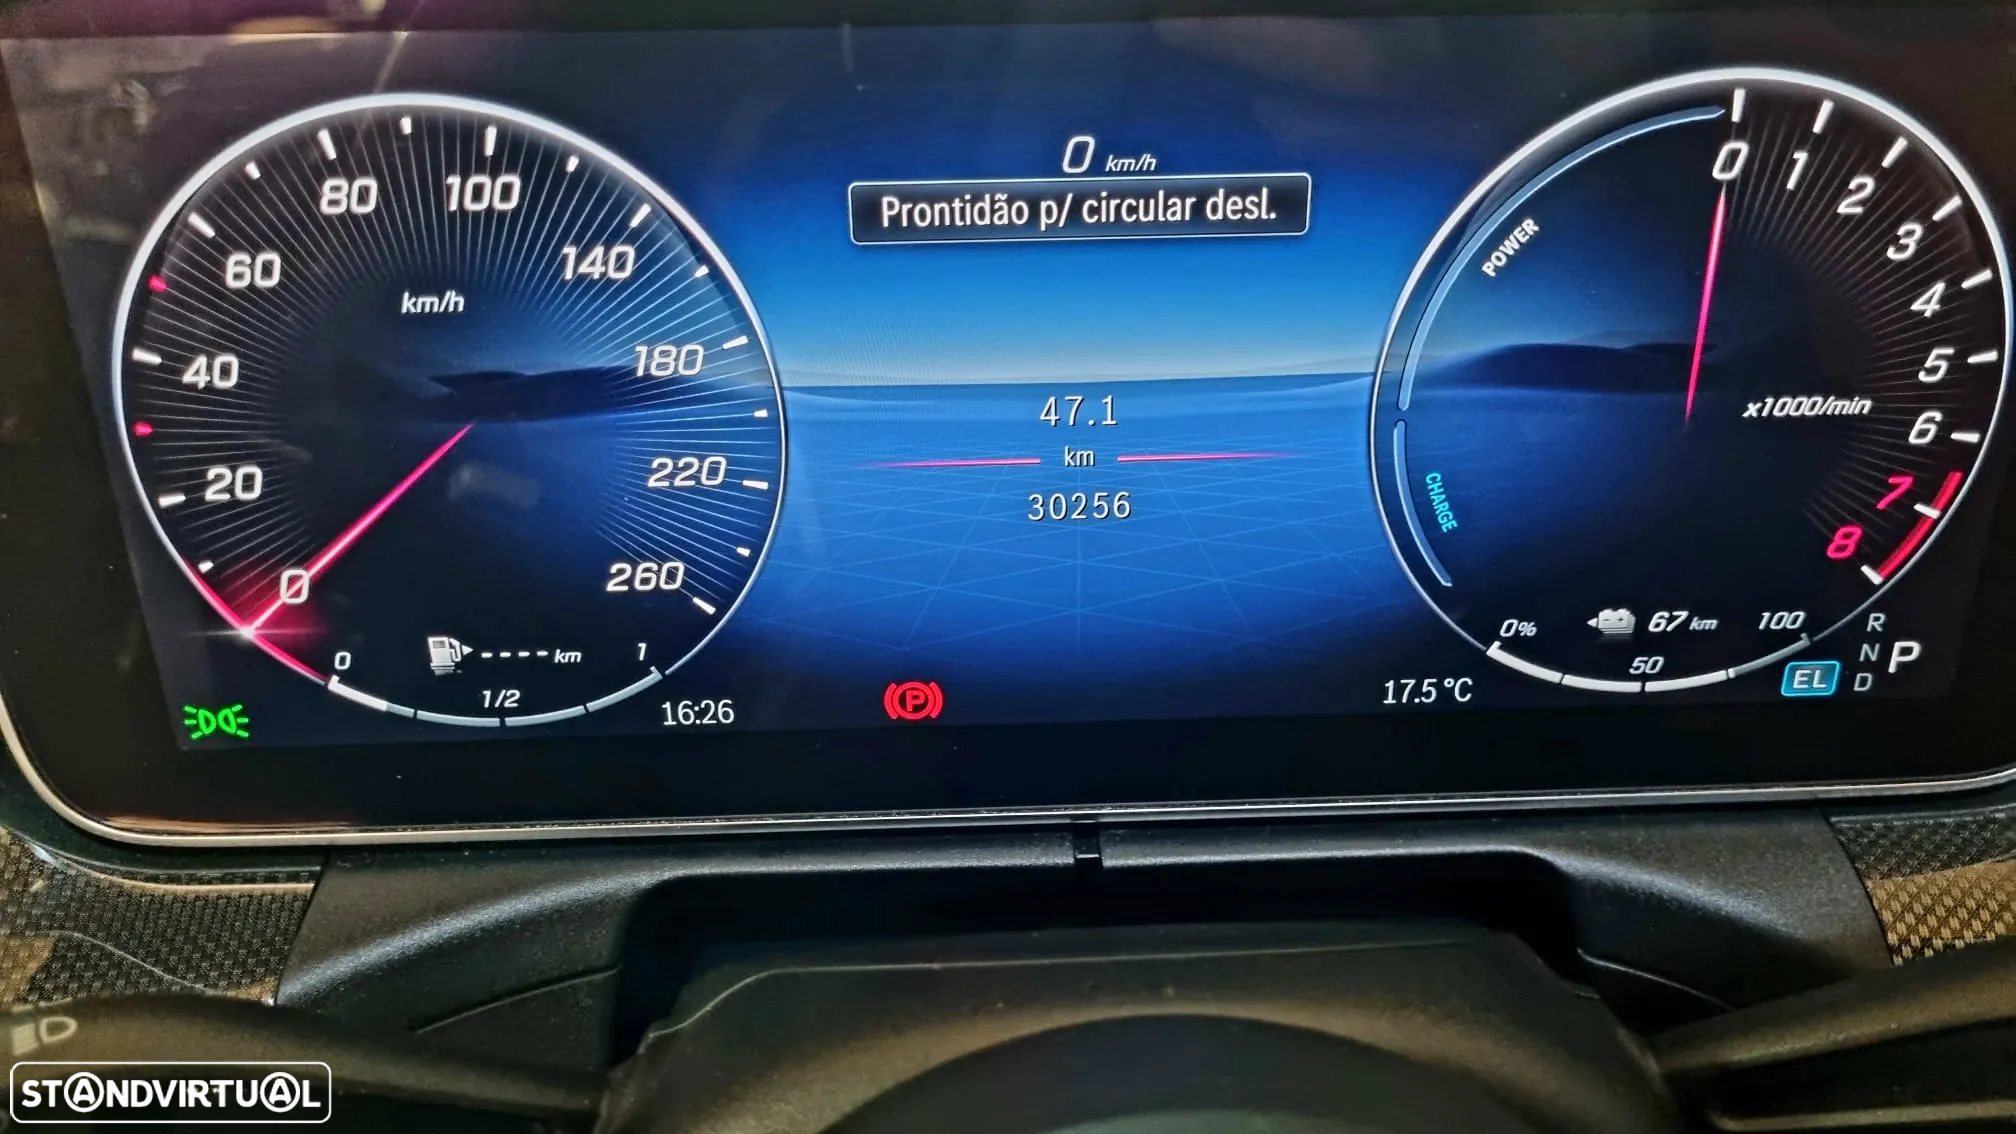 0 km/h
Prontidão p/ circular desl.
47.1
km
30256
km/h
0
20
40
60
80
100
140
180
220
260
0 1/2 1
---- km
16:26
P
17.5°C
POWER
CHARGE
0
1
2
3
4
5
6
7
8
x1000/min
0% 50 100
67 km
EL
R
N
D
P
STANDVIRTUAL